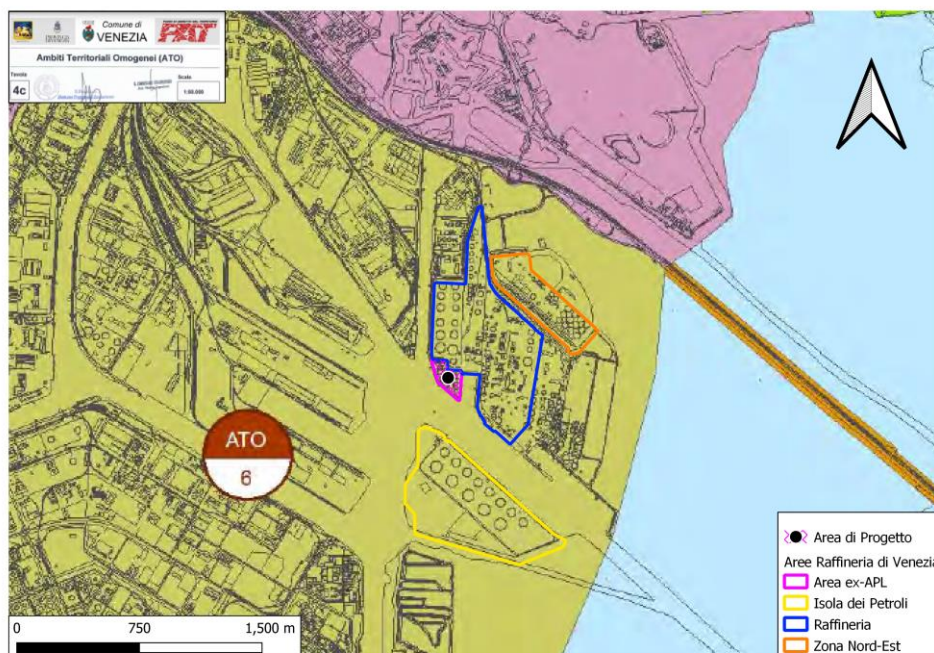 Comune di
VENEZIA
PAT
Ambiti Territoriali Omogenei (ATO)
Tavola
Scala
4c
1:50.000
ATO
6
Area di Progetto
Aree Raffineria di Venezia
Area ex-APL
Isola dei Petroli
Raffineria
Zona Nord-Est
0 750 1,500 m